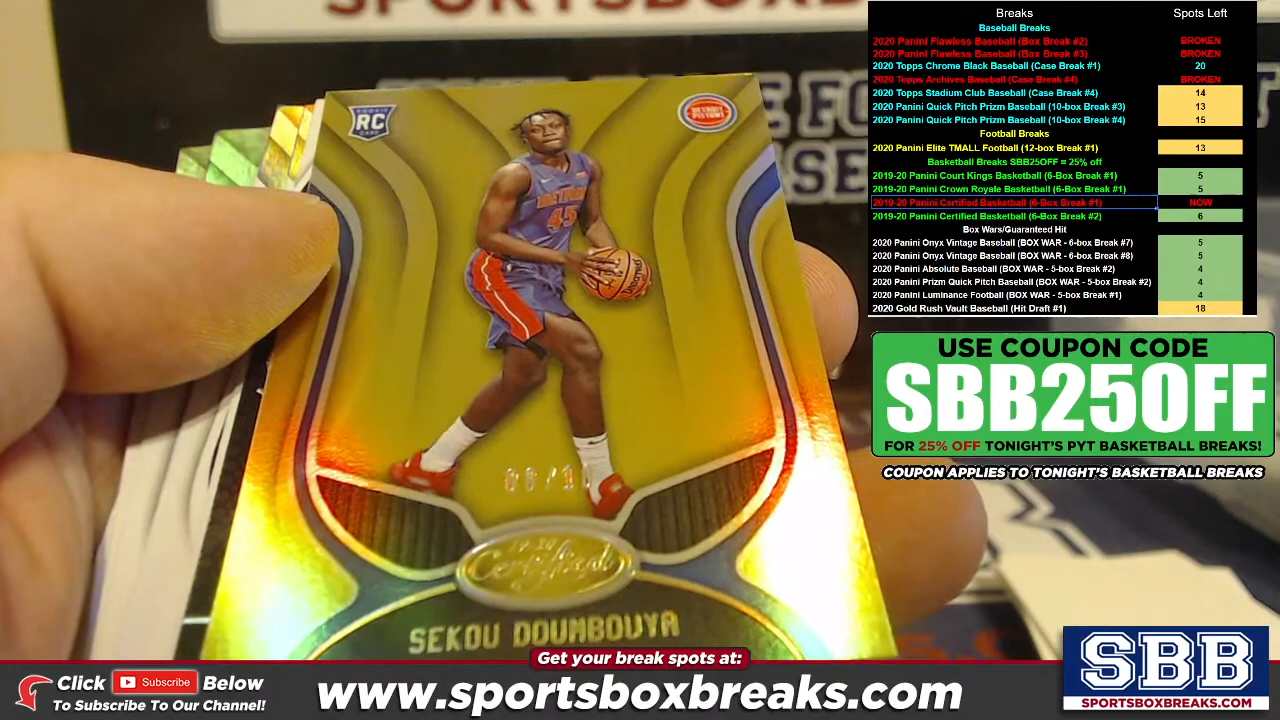 SPORTSBOXBREAKS
RC
DETROIT PISTONS
DETROIT
45
19-20
Certified
SEKOU DOUMBOUYA
Breaks Spots Left
Baseball Breaks
2020 Panini Flawless Baseball (Box Break #2) BROKEN
2020 Panini Flawless Baseball (Box Break #3) BROKEN
2020 Topps Chrome Black Baseball (Case Break #1) 20
2020 Topps Archives Baseball (Case Break #4) BROKEN
2020 Topps Stadium Club Baseball (Case Break #4) 14
2020 Panini Quick Pitch Prizm Baseball (10-box Break #3) 13
2020 Panini Quick Pitch Prizm Baseball (10-box Break #4) 15
Football Breaks
2020 Panini Elite TMALL Football (12-box Break #1) 13
Basketball Breaks SBB25OFF = 25% off
2019-20 Panini Court Kings Basketball (6-Box Break #1) 5
2019-20 Panini Crown Royale Basketball (6-Box Break #1) 5
2019-20 Panini Certified Basketball (6-Box Break #1) NOW
2019-20 Panini Certified Basketball (6-Box Break #2) 6
Box Wars/Guaranteed Hit
2020 Panini Onyx Vintage Baseball (BOX WAR - 6-box Break #7) 5
2020 Panini Onyx Vintage Baseball (BOX WAR - 6-box Break #8) 5
2020 Panini Absolute Baseball (BOX WAR - 5-box Break #2) 4
2020 Panini Prizm Quick Pitch Baseball (BOX WAR - 5-box Break #2) 4
2020 Panini Luminance Football (BOX WAR - 5-box Break #1) 4
2020 Gold Rush Vault Baseball (Hit Draft #1) 18
USE COUPON CODE
SBB25OFF
FOR 25% OFF TONIGHT'S PYT BASKETBALL BREAKS!
COUPON APPLIES TO TONIGHT'S BASKETBALL BREAKS
Get your break spots at:
Click Subscribe Below
To Subscribe To Our Channel!
www.sportsboxbreaks.com
SBB
SPORTSBOXBREAKS.COM